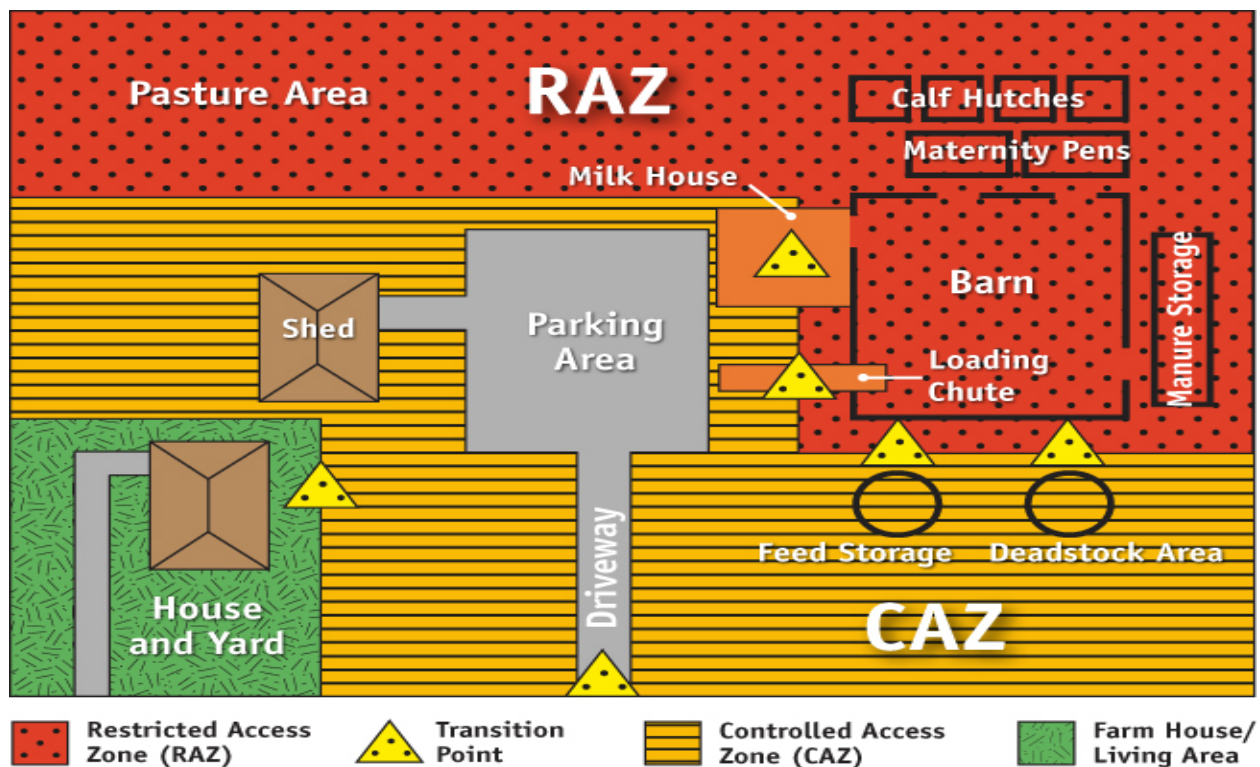 Pasture Area
RAZ
Calf Hutches
Maternity Pens
Milk House
Barn
Manure Storage
Shed
Parking
Area
Loading
Chute
Driveway
Feed Storage
Deadstock Area
House
and Yard
CAZ
Restricted Access
Zone (RAZ)
Transition
Point
Controlled Access
Zone (CAZ)
Farm House/
Living Area